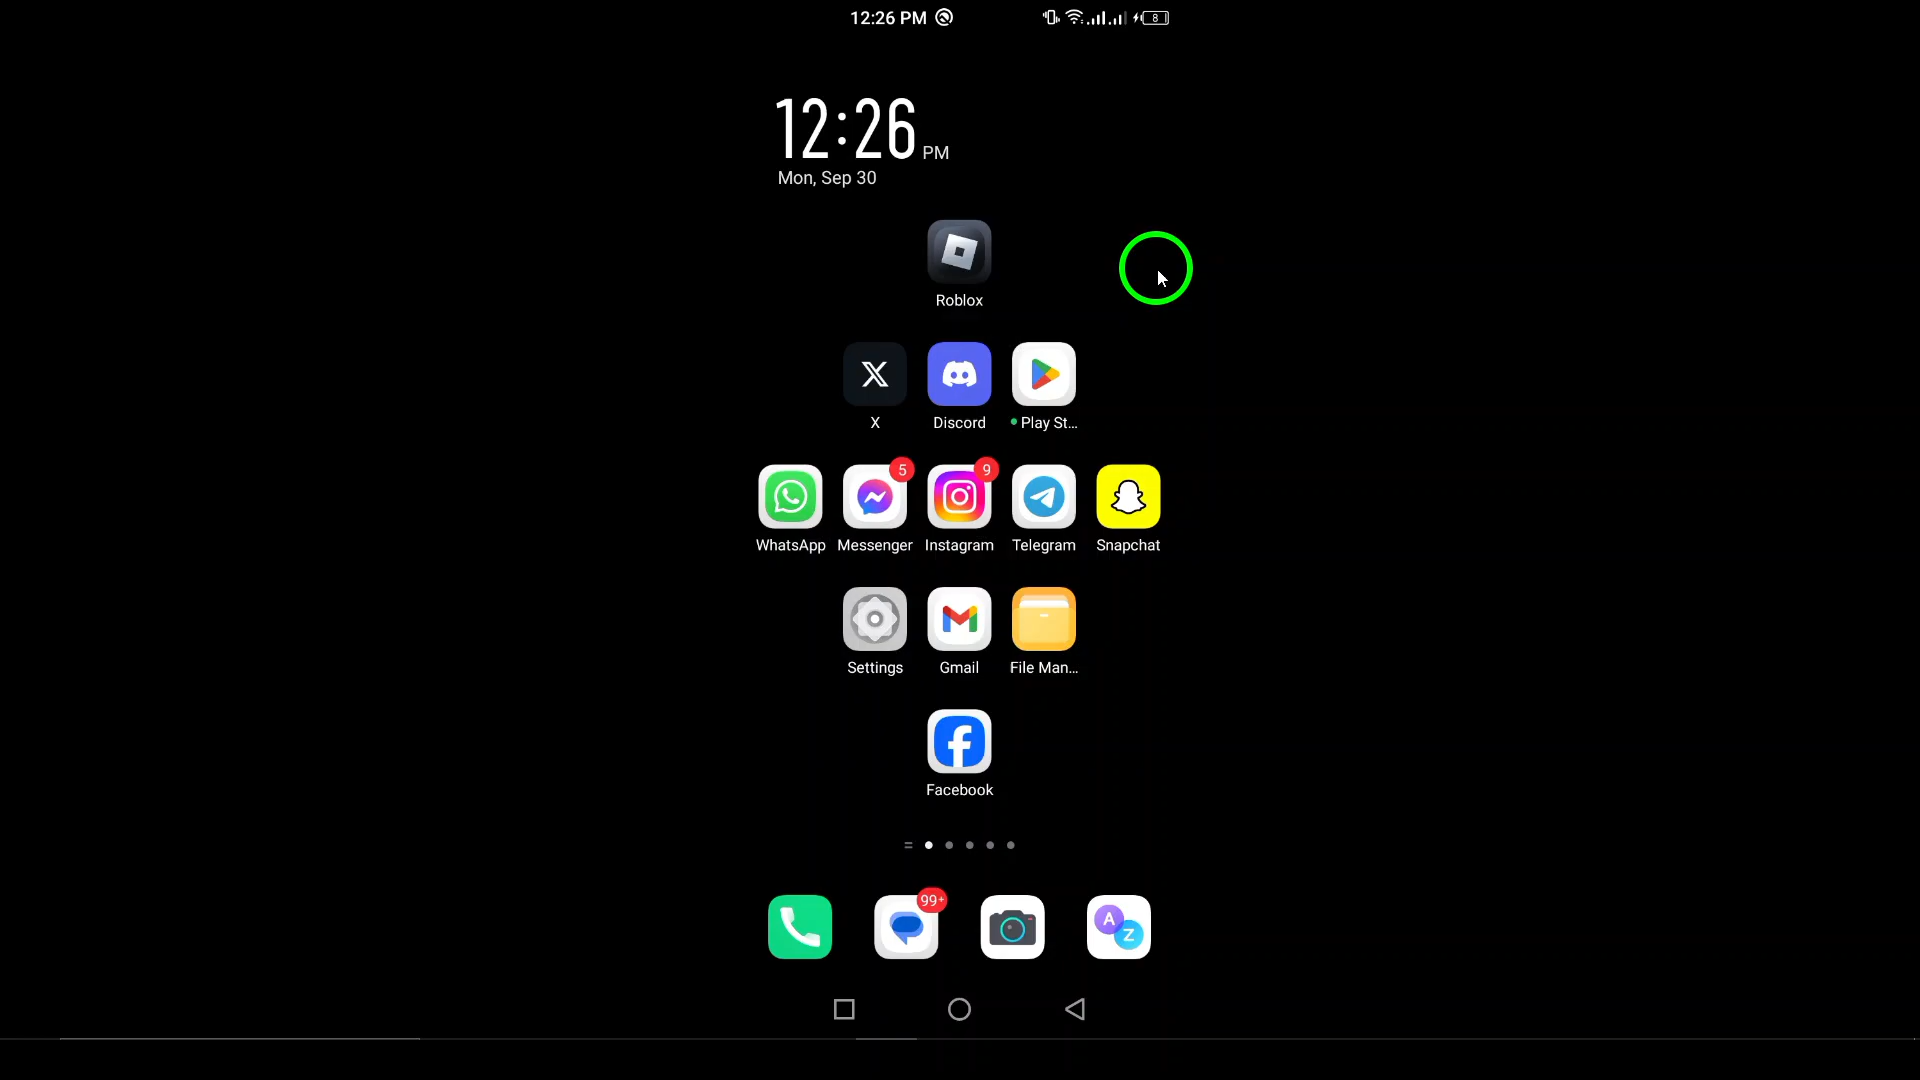 12:26 PM
8
12:26 PM
Mon, Sep 30
Roblox
X Discord Play St...
5 9
WhatsApp Messenger Instagram Telegram Snapchat
Settings Gmail File Man...
Facebook
99+
A
Z